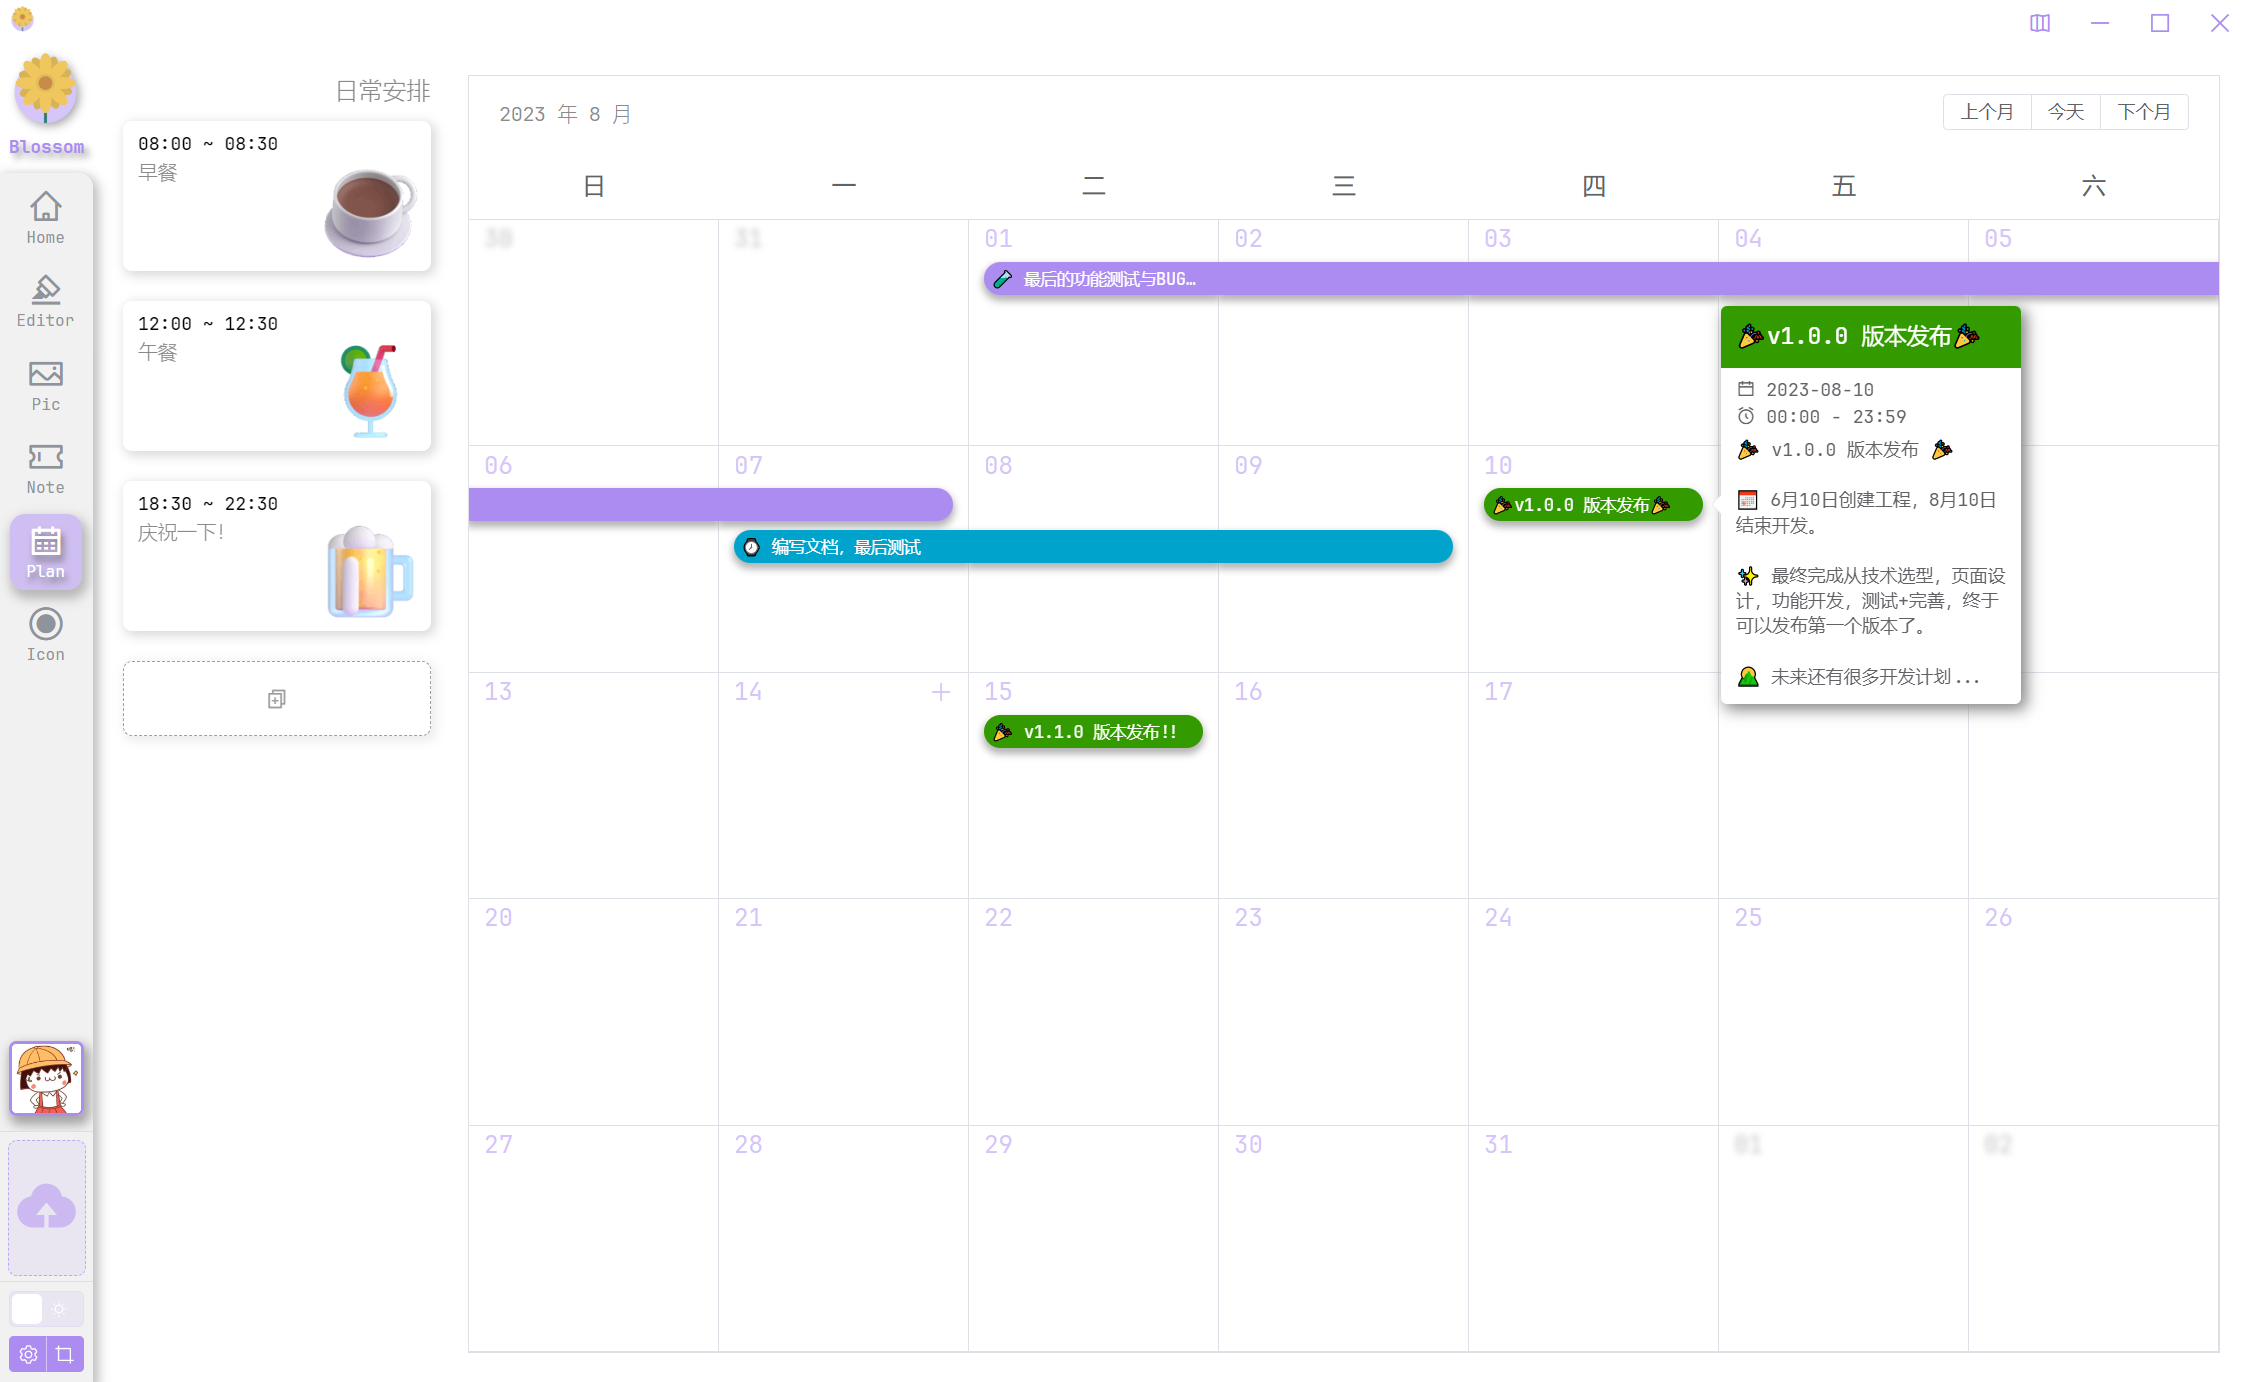 Blossom
Home
Editor
Pic
Note
Plan
Icon
日常安排
08:00 ~ 08:30
早餐
12:00 ~ 12:30
午餐
18:30 ~ 22:30
庆祝一下!
2023 年 8 月
上个月 今天 下个月
日 一 二 三 四 五 六
30 31 01 02 03 04 05
最后的功能测试与BUG…
06 07 08 09 10
v1.0.0 版本发布
编写文档，最后测试
13 14 15 16 17
v1.1.0 版本发布!!
20 21 22 23 24 25 26
27 28 29 30 31 01 02
v1.0.0 版本发布
2023-08-10
00:00 - 23:59
v1.0.0 版本发布
6月10日创建工程，8月10日
结束开发。
最终完成从技术选型，页面设
计，功能开发，测试+完善，终于
可以发布第一个版本了。
未来还有很多开发计划...